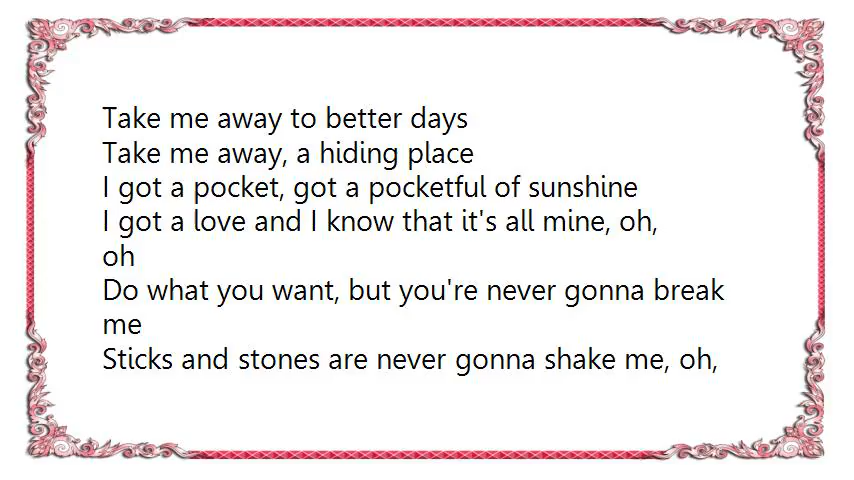 Take me away to better days
Take me away, a hiding place
I got a pocket, got a pocketful of sunshine
I got a love and I know that it's all mine, oh,
oh
Do what you want, but you're never gonna break
me
Sticks and stones are never gonna shake me, oh,